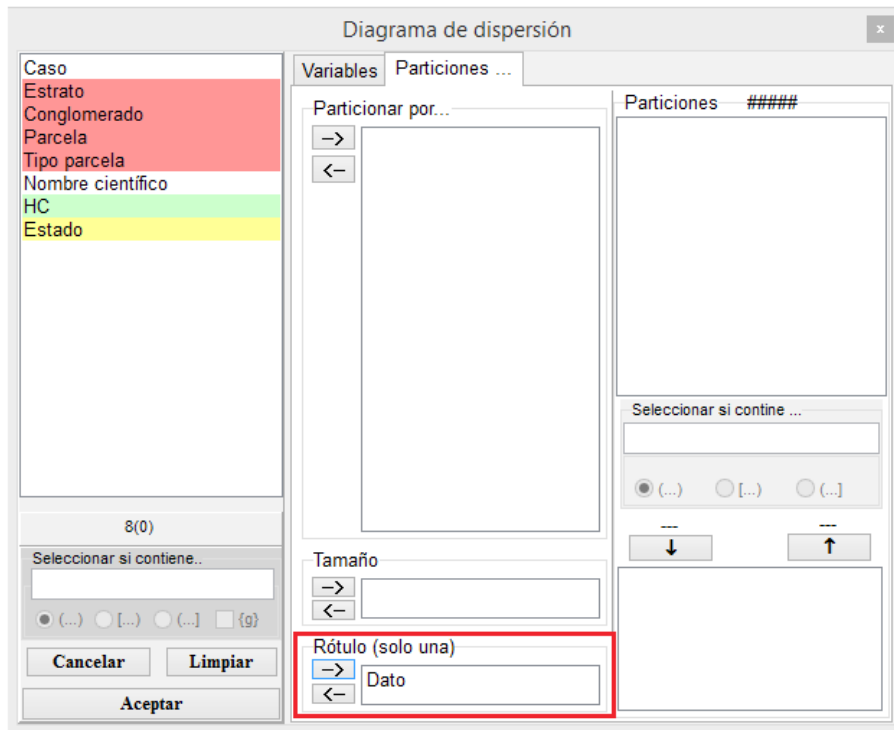 Diagrama de dispersión
x
Caso
Estrato
Conglomerado
Parcela
Tipo parcela
Nombre científico
HC
Estado
8(0)
Seleccionar si contiene..
(...) [...) (...] {g}
Cancelar Limpiar
Aceptar
Variables Particiones ...
Particionar por...
-->
<--
Tamaño
-->
<--
Rótulo (solo una)
-->
Dato
<--
Particiones #####
Seleccionar si contine ...
(...) [...) (...]
--- ---
↓ ↑